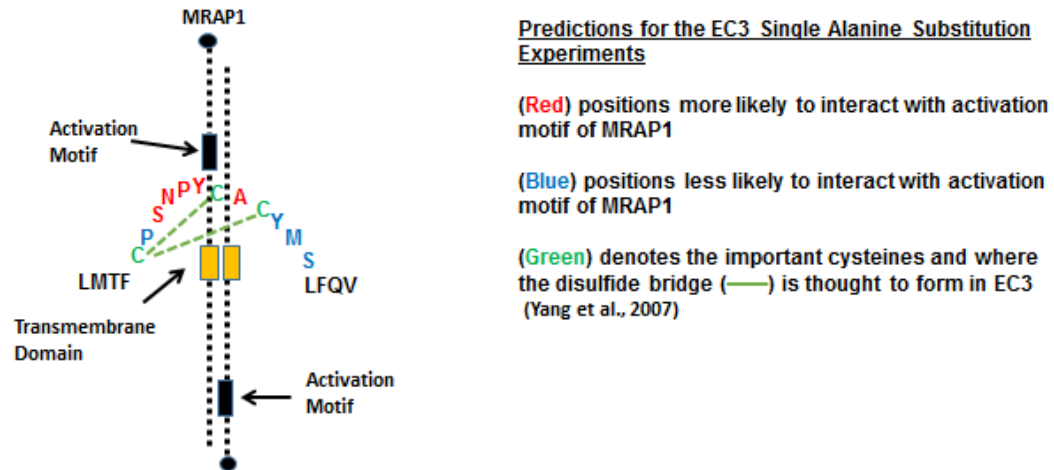 MRAP1
Activation
Motif
C P S N P Y C A C Y M S
LMTF
LFQV
Transmembrane
Domain
Activation
Motif
Predictions for the EC3 Single Alanine Substitution
Experiments
(Red) positions more likely to interact with activation
motif of MRAP1
(Blue) positions less likely to interact with activation
motif of MRAP1
(Green) denotes the important cysteines and where
the disulfide bridge (——) is thought to form in EC3
(Yang et al., 2007)